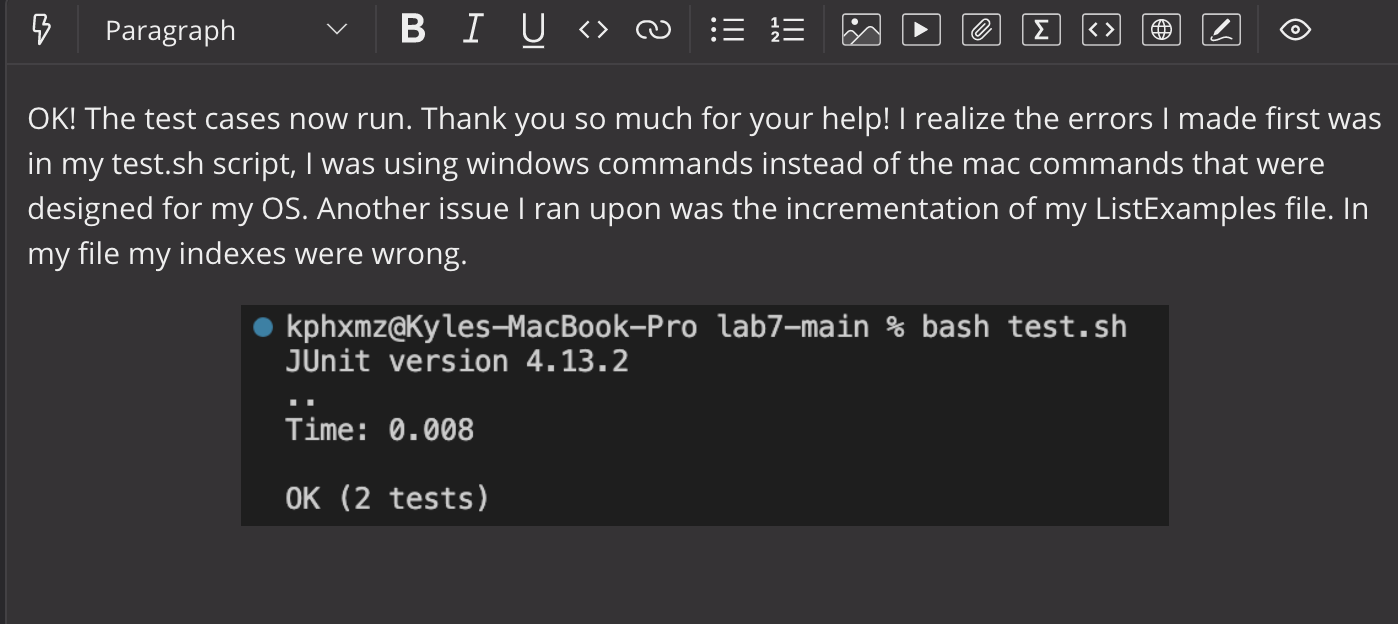 Paragraph
B I U
OK! The test cases now run. Thank you so much for your help! I realize the errors I made first was
in my test.sh script, I was using windows commands instead of the mac commands that were
designed for my OS. Another issue I ran upon was the incrementation of my ListExamples file. In
my file my indexes were wrong.
kphxmz@Kyles-MacBook-Pro lab7-main % bash test.sh
JUnit version 4.13.2
..
Time: 0.008
OK (2 tests)